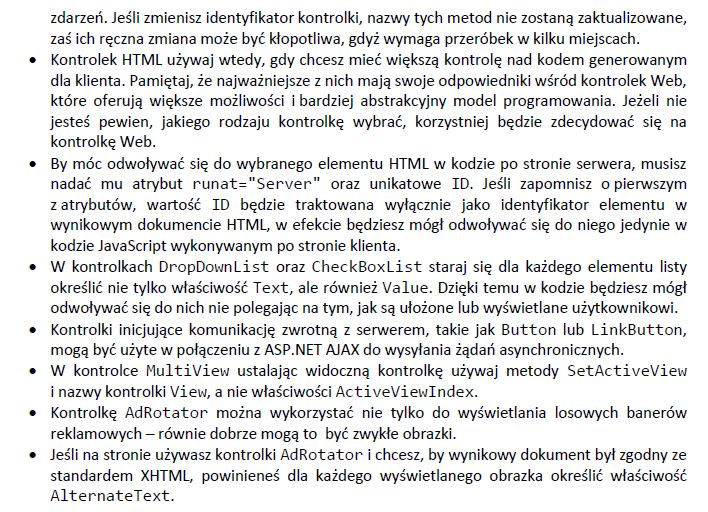 zdarzeń. Jeśli zmienisz identyfikator kontrolki, nazwy tych metod nie zostaną zaktualizowane,
zaś ich ręczna zmiana może być kłopotliwa, gdyż wymaga przeróbek w kilku miejscach.
• Kontrolek HTML używaj wtedy, gdy chcesz mieć większą kontrolę nad kodem generowanym
dla klienta. Pamiętaj, że najważniejsze z nich mają swoje odpowiedniki wśród kontrolek Web,
które oferują większe możliwości i bardziej abstrakcyjny model programowania. Jeżeli nie
jesteś pewien, jakiego rodzaju kontrolkę wybrać, korzystniej będzie zdecydować się na
kontrolkę Web.
• By móc odwoływać się do wybranego elementu HTML w kodzie po stronie serwera, musisz
nadać mu atrybut runat="Server" oraz unikatowe ID. Jeśli zapomnisz o pierwszym
z atrybutów, wartość ID będzie traktowana wyłącznie jako identyfikator elementu w
wynikowym dokumencie HTML, w efekcie będziesz mógł odwoływać się do niego jedynie w
kodzie JavaScript wykonywanym po stronie klienta.
• W kontrolkach DropDownList oraz CheckBoxList staraj się dla każdego elementu listy
określić nie tylko właściwość Text, ale również Value. Dzięki temu w kodzie będziesz mógł
odwoływać się do nich nie polegając na tym, jak są ułożone lub wyświetlane użytkownikowi.
• Kontrolki inicjujące komunikację zwrotną z serwerem, takie jak Button lub LinkButton,
mogą być użyte w połączeniu z ASP.NET AJAX do wysyłania żądań asynchronicznych.
• W kontrolce MultiView ustalając widoczną kontrolkę używaj metody SetActiveView
i nazwy kontrolki View, a nie właściwości ActiveViewIndex.
• Kontrolkę AdRotator można wykorzystać nie tylko do wyświetlania losowych banerów
reklamowych – równie dobrze mogą to być zwykłe obrazki.
• Jeśli na stronie używasz kontrolki AdRotator i chcesz, by wynikowy dokument był zgodny ze
standardem XHTML, powinieneś dla każdego wyświetlanego obrazka określić właściwość
AlternateText.